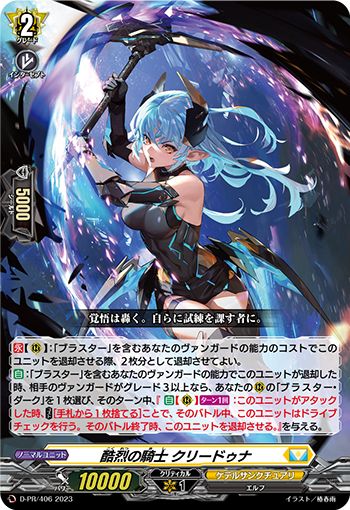 2
グレード
インターセプト
シールド
5000
覚悟は轟く。自らに試練を課す者に。
永【R】:「ブラスター」を含むあなたのヴァンガードの能力のコストでこの
ユニットを退却させる際、2枚分として退却させてよい。
自:「ブラスター」を含むあなたのヴァンガードの能力でこのユニットが退却した
時、相手のヴァンガードがグレード3以上なら、あなたのRの『ブラスター・
ダーク』を1枚選び、そのターン中、『自【R】ターン1回:このユニットがアタック
した時、【手札から1枚捨てる】ことで、そのバトル中、このユニットはドライブ
チェックを行う。そのバトル終了時、このユニットを退却させる。』を与える。
ノーマルユニット
酷烈の騎士 クリードゥナ
パワー
10000
クリティカル
1
ケテルサンクチュアリ
エルフ
D-PR/406 2023
イラスト/椿春雨